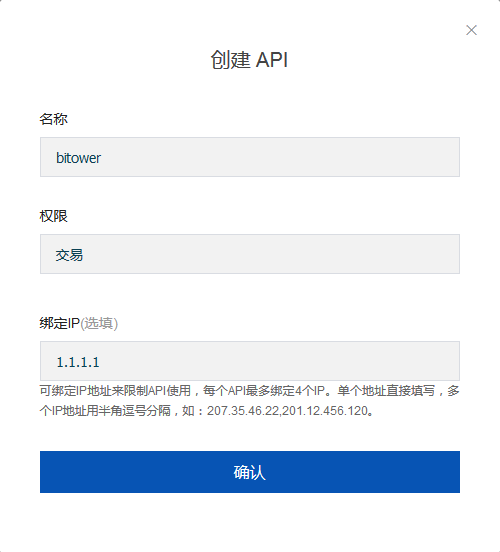 创建 API
名称
bitower
权限
交易
绑定IP(选填)
1.1.1.1
可绑定IP地址来限制API使用，每个API最多绑定4个IP。单个地址直接填写，多
个IP地址用半角逗号分隔，如：207.35.46.22,201.12.456.120。
确认